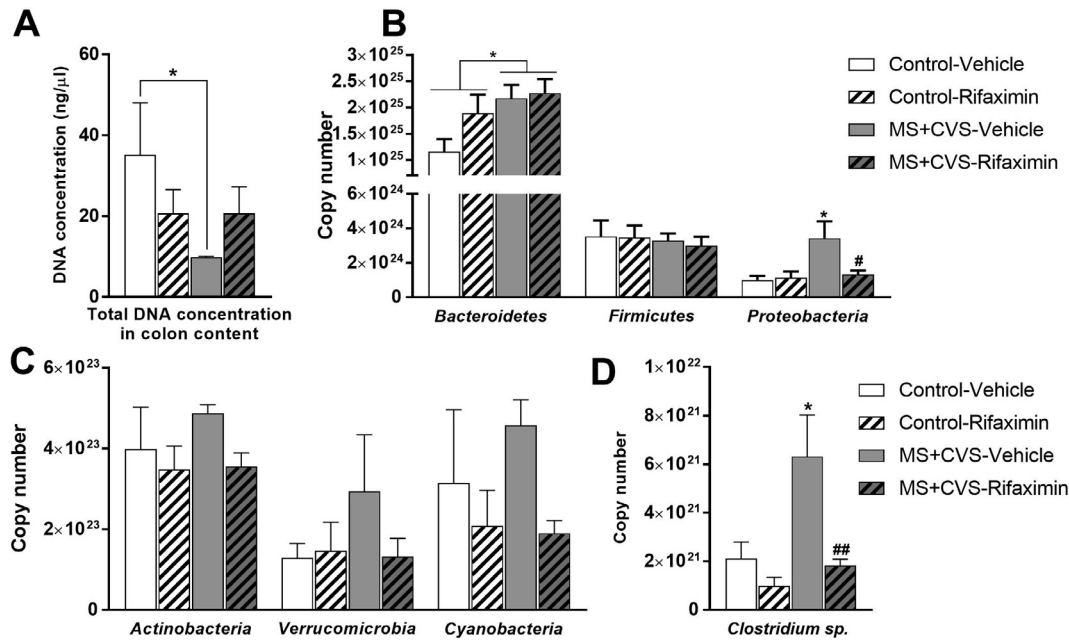 A
DNA concentration (ng/µl)
60
40
20
0
*
Total DNA concentration
in colon content
B
Copy number
3×10²⁵
2.5×10²⁵
2×10²⁵
1.5×10²⁵
1×10²⁵
6×10²⁴
4×10²⁴
2×10²⁴
0
*
*
#
Bacteroidetes
Firmicutes
Proteobacteria
Control-Vehicle
Control-Rifaximin
MS+CVS-Vehicle
MS+CVS-Rifaximin
C
Copy number
6×10²³
4×10²³
2×10²³
0
Actinobacteria
Verrucomicrobia
Cyanobacteria
D
Copy number
1×10²²
8×10²¹
6×10²¹
4×10²¹
2×10²¹
0
*
##
Clostridium sp.
Control-Vehicle
Control-Rifaximin
MS+CVS-Vehicle
MS+CVS-Rifaximin